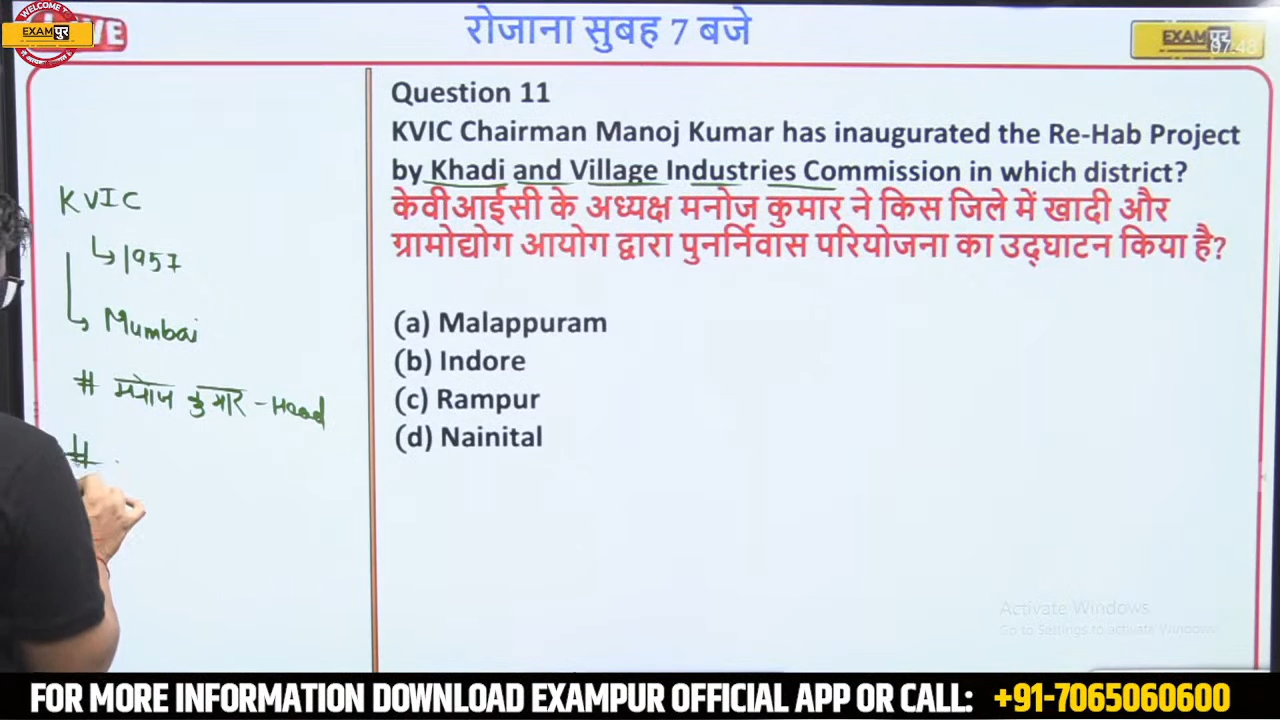 WELCOME T
EXAMपुर
LIVE
रोजाना सुबह 7 बजे
EXAMपुर
07:48
Question 11
KVIC Chairman Manoj Kumar has inaugurated the Re-Hab Project
by Khadi and Village Industries Commission in which district?
केवीआईसी के अध्यक्ष मनोज कुमार ने किस जिले में खादी और
ग्रामोद्योग आयोग द्वारा पुनर्निवास परियोजना का उद्घाटन किया है?
(a) Malappuram
(b) Indore
(c) Rampur
(d) Nainital
KVIC
↳ 1957
↳ Mumbai
# मनोज कुमार - Head
#
Activate Windows
Go to Settings to activate Windows.
FOR MORE INFORMATION DOWNLOAD EXAMPUR OFFICIAL APP OR CALL: +91-7065060600